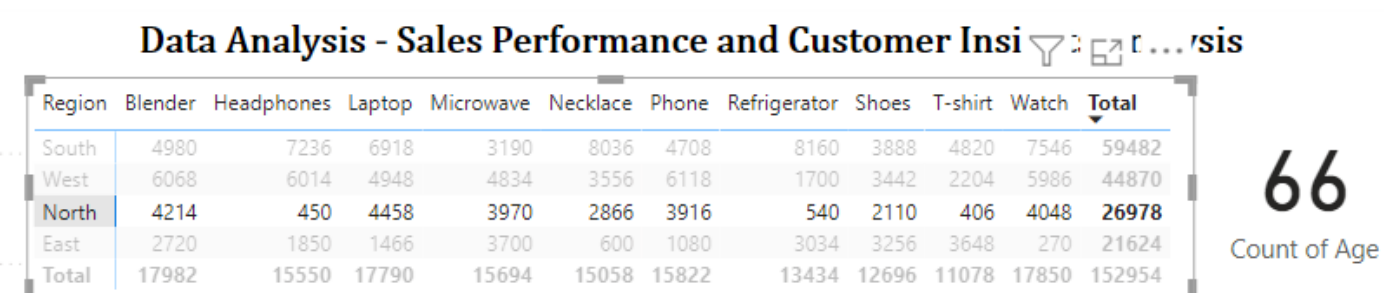 Data Analysis - Sales Performance and Customer Insi ysis
Region Blender Headphones Laptop Microwave Necklace Phone Refrigerator Shoes T-shirt Watch Total
South 4980 7236 6918 3190 8036 4708 8160 3888 4820 7546 59482
West 6068 6014 4948 4834 3556 6118 1700 3442 2204 5986 44870
North 4214 450 4458 3970 2866 3916 540 2110 406 4048 26978
East 2720 1850 1466 3700 600 1080 3034 3256 3648 270 21624
Total 17982 15550 17790 15694 15058 15822 13434 12696 11078 17850 152954
66
Count of Age